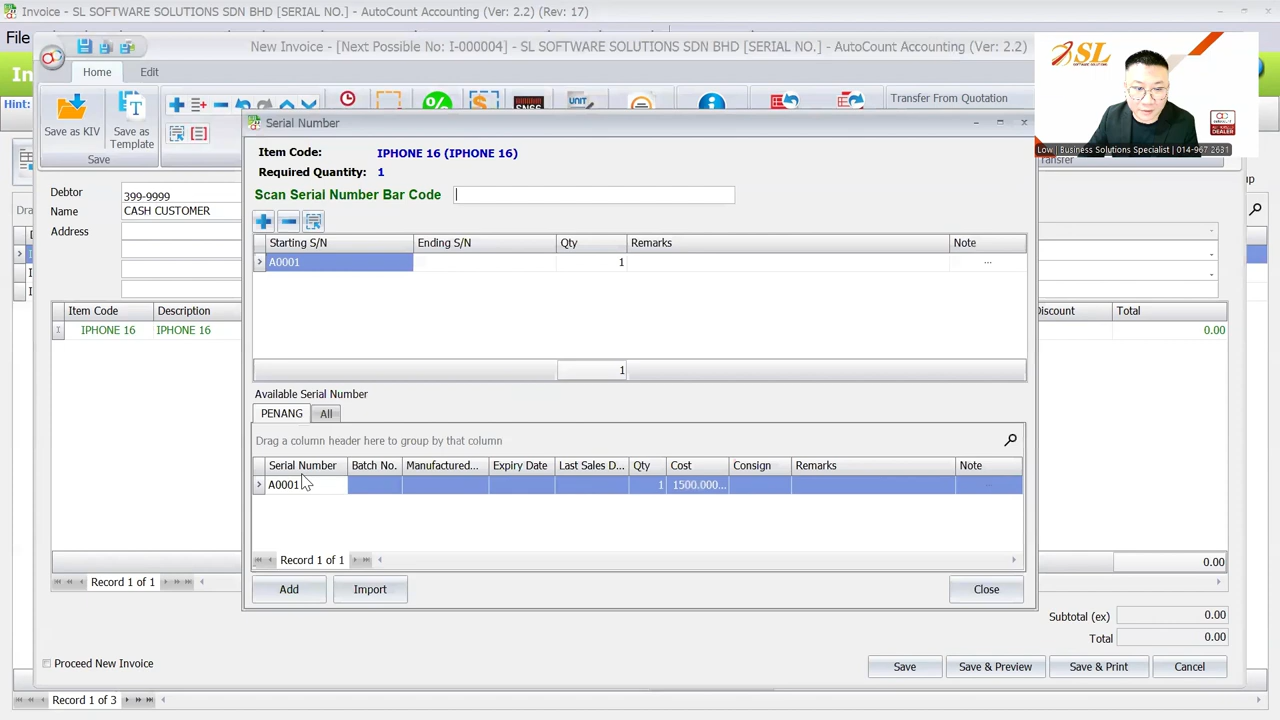 Invoice - SL SOFTWARE SOLUTIONS SDN BHD [SERIAL NO.] - AutoCount Accounting (Ver: 2.2) (Rev: 17)
File
New Invoice - [Next Possible No: I-000004] - SL SOFTWARE SOLUTIONS SDN BHD [SERIAL NO.] - AutoCount Accounting (Ver: 2.2)
Home Edit
Hint:
Save as KIV
Save as Template
Save
UNIT
Transfer From Quotation
Transfer
SL
SOFTWARE SOLUTIONS
DEALER
Low | Business Solutions Specialist | 014-967 2631
Serial Number
Item Code: IPHONE 16 (IPHONE 16)
Required Quantity: 1
Scan Serial Number Bar Code
Starting S/N Ending S/N Qty Remarks Note
A0001 1 ...
1
Available Serial Number
PENANG All
Drag a column header here to group by that column
Serial Number Batch No. Manufactured... Expiry Date Last Sales D... Qty Cost Consign Remarks Note
A0001 1 1500.000...
Record 1 of 1
Add Import Close
Debtor 399-9999
Name CASH CUSTOMER
Address
Item Code Description Discount Total
IPHONE 16 IPHONE 16 0.00
0.00
Record 1 of 1
Subtotal (ex) 0.00
Total 0.00
Proceed New Invoice
Save Save & Preview Save & Print Cancel
Record 1 of 3